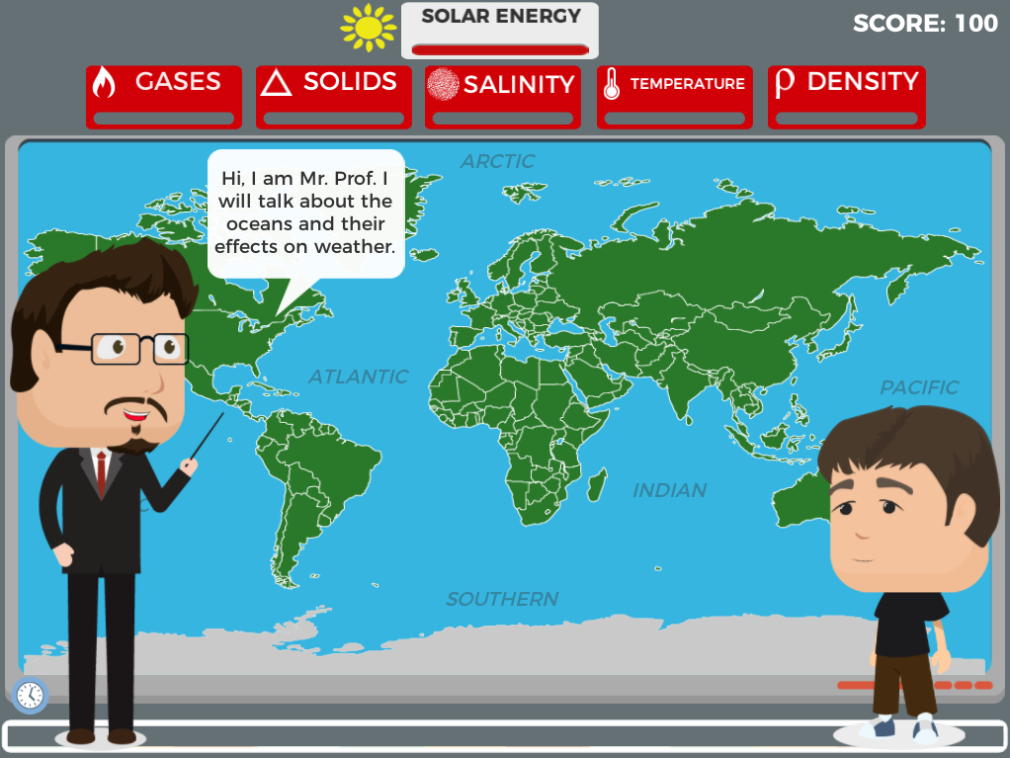 SOLAR ENERGY
SCORE: 100
GASES
SOLIDS
SALINITY
TEMPERATURE
ρ DENSITY
ARCTIC
Hi, I am Mr. Prof. I
will talk about the
oceans and their
effects on weather.
ATLANTIC
PACIFIC
INDIAN
SOUTHERN